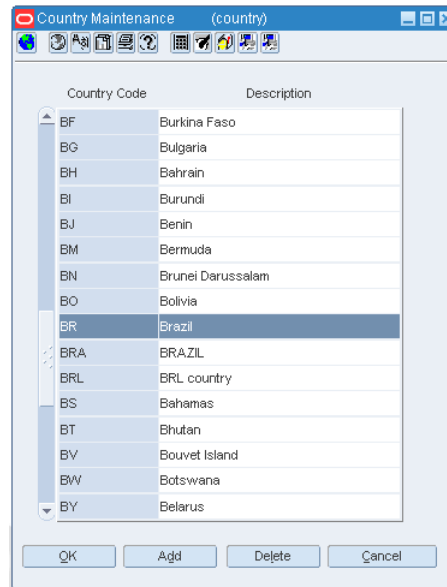 Country Maintenance (country)
Country Code Description
BF Burkina Faso
BG Bulgaria
BH Bahrain
BI Burundi
BJ Benin
BM Bermuda
BN Brunei Darussalam
BO Bolivia
BR Brazil
BRA BRAZIL
BRL BRL country
BS Bahamas
BT Bhutan
BV Bouvet Island
BW Botswana
BY Belarus
OK Add Delete Cancel